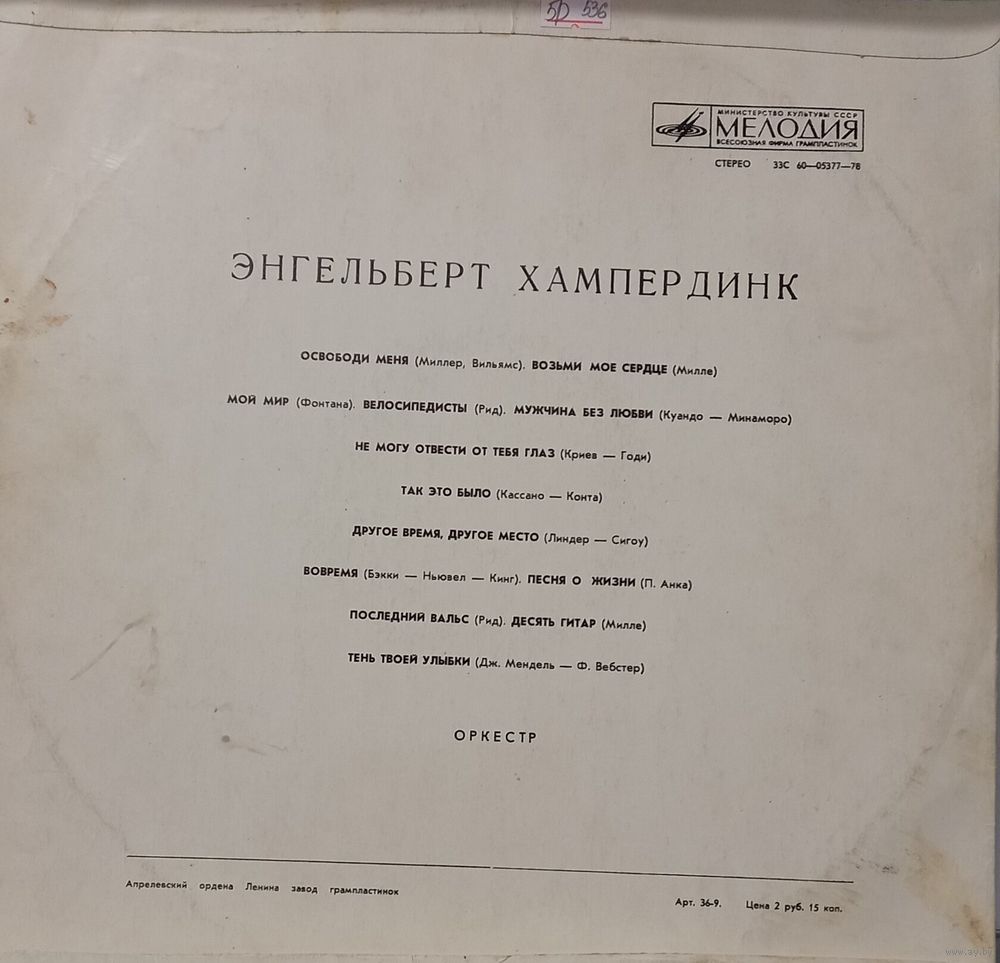 5D 536
МИНИСТЕРСТВО КУЛЬТУРЫ СССР
МЕЛОДИЯ
ВСЕСОЮЗНАЯ ФИРМА ГРАМПЛАСТИНОК
СТЕРЕО 33С 60—05377—78
ЭНГЕЛЬБЕРТ ХАМПЕРДИНК
ОСВОБОДИ МЕНЯ (Миллер, Вильямс). ВОЗЬМИ МОЕ СЕРДЦЕ (Милле)
МОЙ МИР (Фонтана). ВЕЛОСИПЕДИСТЫ (Рид). МУЖЧИНА БЕЗ ЛЮБВИ (Куандо — Минаморо)
НЕ МОГУ ОТВЕСТИ ОТ ТЕБЯ ГЛАЗ (Криев — Годи)
ТАК ЭТО БЫЛО (Кассано — Конта)
ДРУГОЕ ВРЕМЯ, ДРУГОЕ МЕСТО (Линдер — Сигоу)
ВОВРЕМЯ (Бэкки — Ньювел — Кинг). ПЕСНЯ О ЖИЗНИ (П. Анка)
ПОСЛЕДНИЙ ВАЛЬС (Рид). ДЕСЯТЬ ГИТАР (Милле)
ТЕНЬ ТВОЕЙ УЛЫБКИ (Дж. Мендель — Ф. Вебстер)
ОРКЕСТР
Апрелевский ордена Ленина завод грампластинок
Арт. 36-9. Цена 2 руб. 15 коп.
www.ay.by